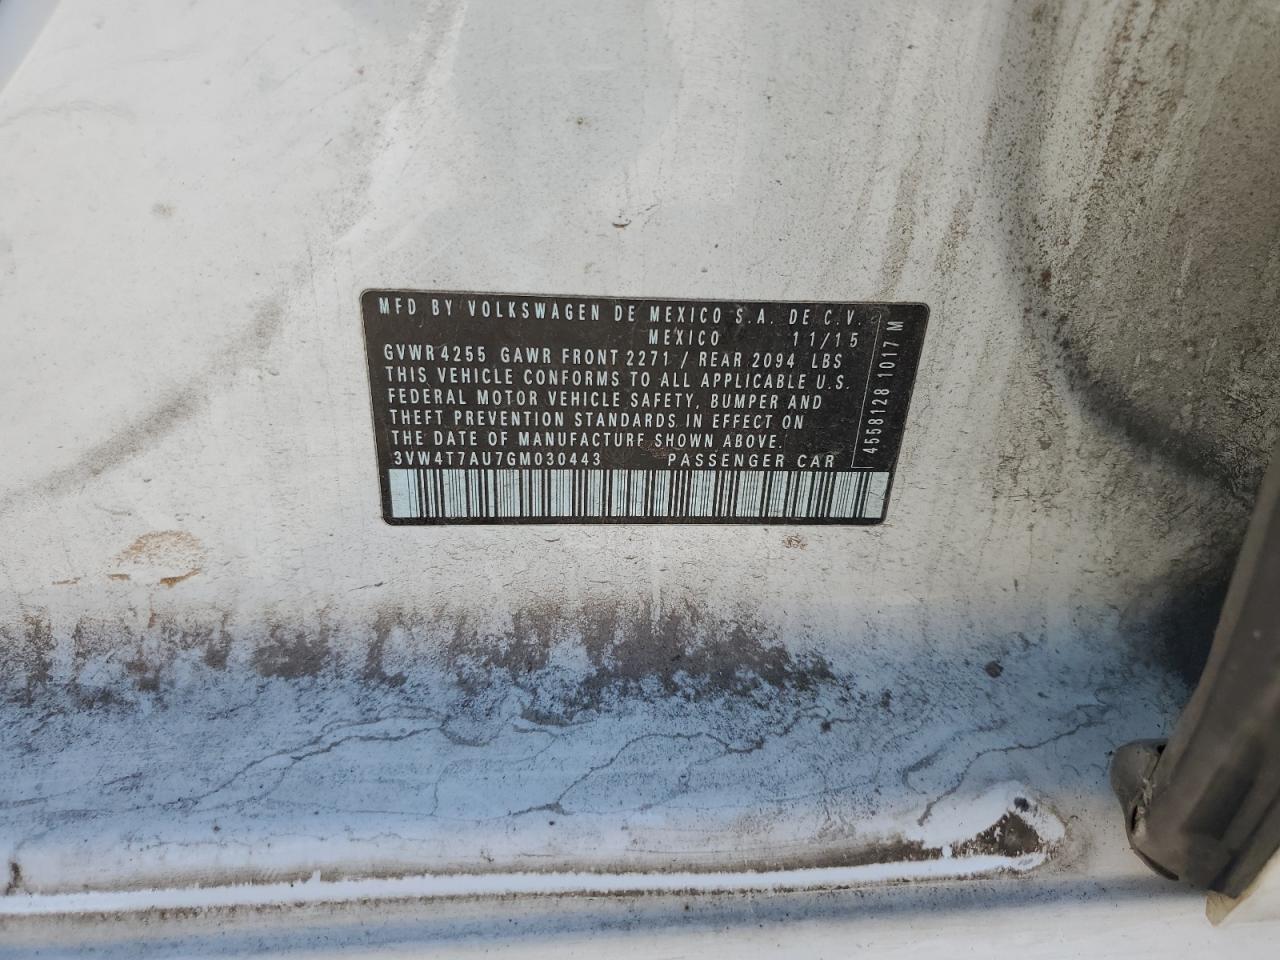 MFD BY VOLKSWAGEN DE MEXICO S.A. DE C.V.
MEXICO 11/15
GVWR 4255 GAWR FRONT 2271 / REAR 2094 LBS
THIS VEHICLE CONFORMS TO ALL APPLICABLE U.S.
FEDERAL MOTOR VEHICLE SAFETY, BUMPER AND
THEFT PREVENTION STANDARDS IN EFFECT ON
THE DATE OF MANUFACTURE SHOWN ABOVE.
3VW4T7AU7GM030443 PASSENGER CAR
4558128 1017 M